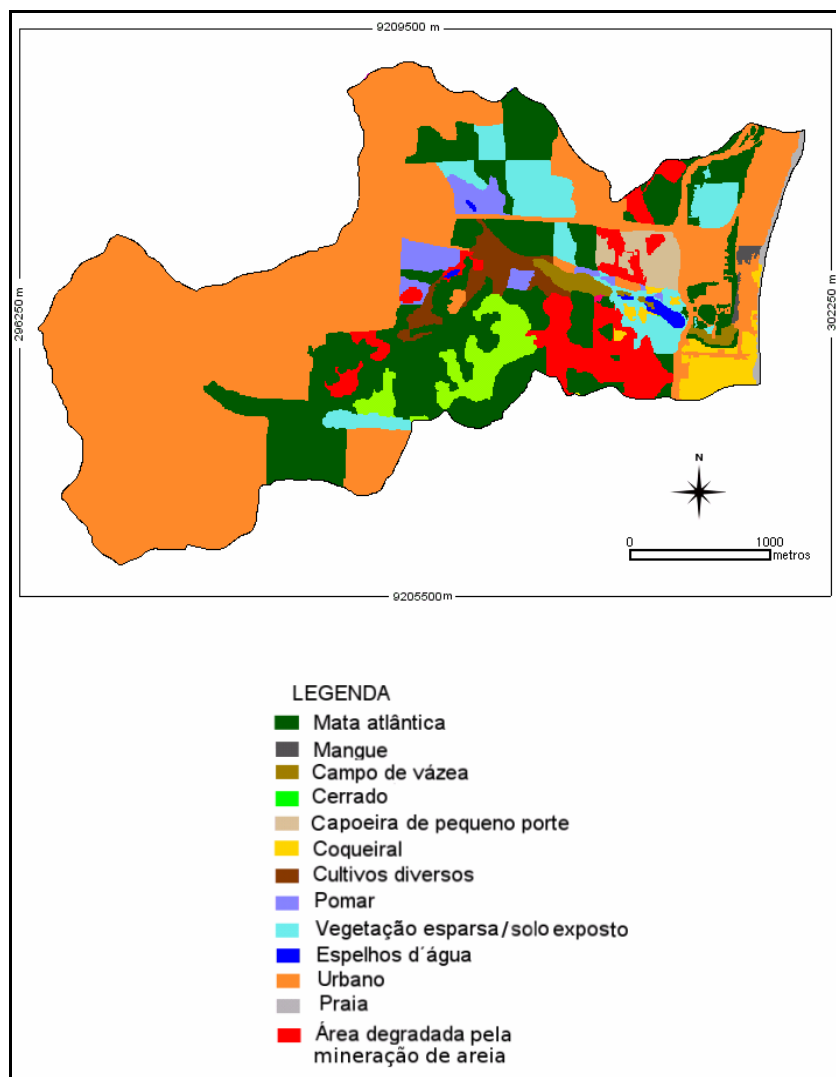 9209500 m
296250 m
302250 m
N
0 1000
metros
9205500m
LEGENDA
Mata atlântica
Mangue
Campo de vázea
Cerrado
Capoeira de pequeno porte
Coqueiral
Cultivos diversos
Pomar
Vegetação esparsa/solo exposto
Espelhos d´água
Urbano
Praia
Área degradada pela
mineração de areia